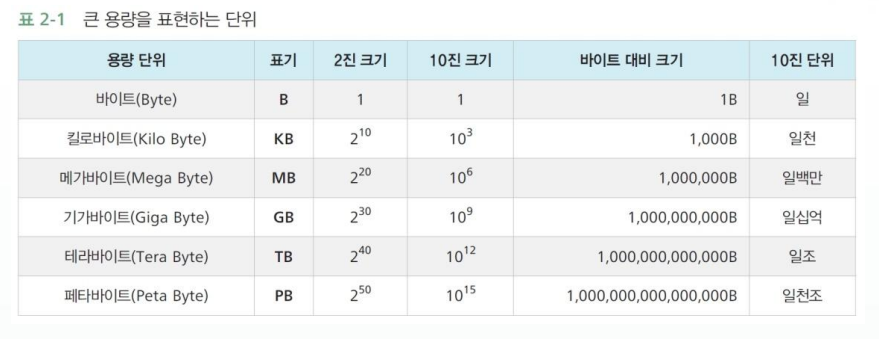 표 2-1 큰 용량을 표현하는 단위
용량 단위 표기 2진 크기 10진 크기 바이트 대비 크기 10진 단위
바이트(Byte) B 1 1 1B 일
킬로바이트(Kilo Byte) KB 2^10 10^3 1,000B 일천
메가바이트(Mega Byte) MB 2^20 10^6 1,000,000B 일백만
기가바이트(Giga Byte) GB 2^30 10^9 1,000,000,000B 일십억
테라바이트(Tera Byte) TB 2^40 10^12 1,000,000,000,000B 일조
페타바이트(Peta Byte) PB 2^50 10^15 1,000,000,000,000,000B 일천조